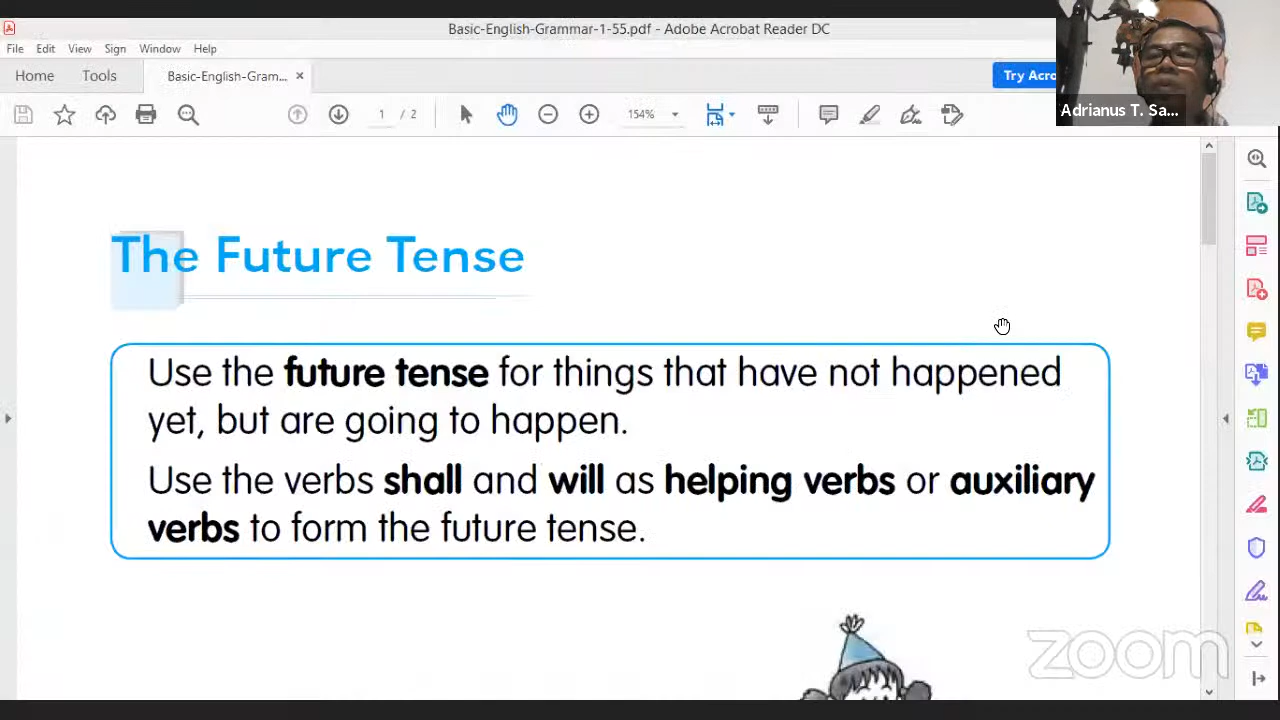 Basic-English-Grammar-1-55.pdf - Adobe Acrobat Reader DC
File Edit View Sign Window Help
Home Tools Basic-English-Gram... ×
Try Acro
1 / 2 154%
Adrianus T. Sa...
The Future Tense
Use the future tense for things that have not happened
yet, but are going to happen.
Use the verbs shall and will as helping verbs or auxiliary
verbs to form the future tense.
zoom